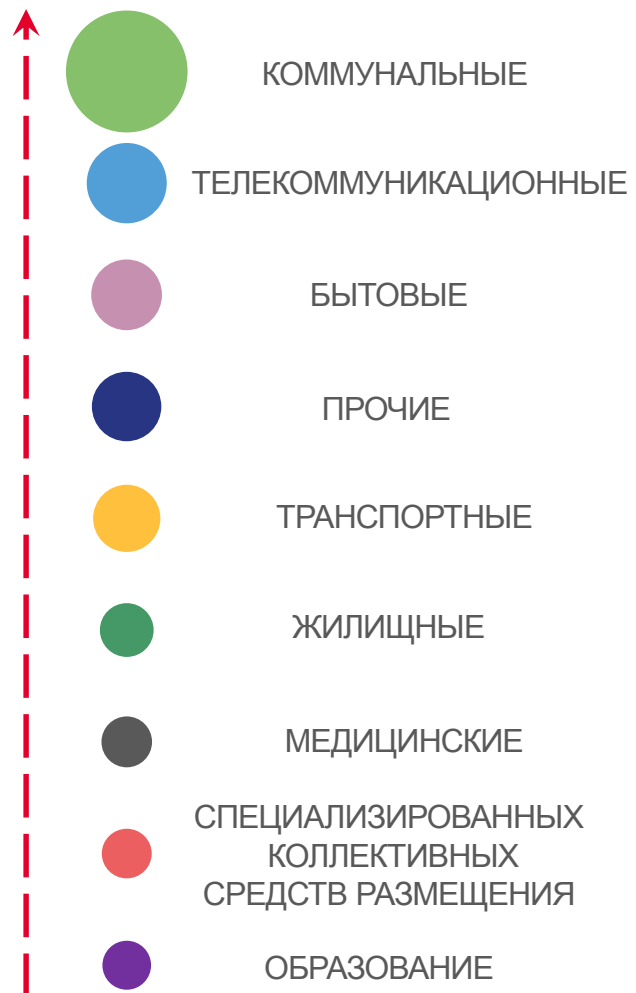 КОММУНАЛЬНЫЕ
ТЕЛЕКОММУНИКАЦИОННЫЕ
БЫТОВЫЕ
ПРОЧИЕ
ТРАНСПОРТНЫЕ
ЖИЛИЩНЫЕ
МЕДИЦИНСКИЕ
СПЕЦИАЛИЗИРОВАННЫХ
КОЛЛЕКТИВНЫХ
СРЕДСТВ РАЗМЕЩЕНИЯ
ОБРАЗОВАНИЕ